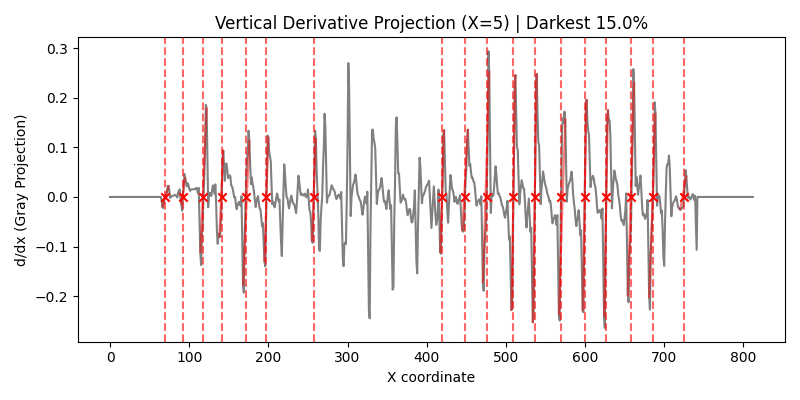 Vertical Derivative Projection (X=5) | Darkest 15.0%
d/dx (Gray Projection)
0.3
0.2
0.1
0.0
−0.1
−0.2
0 100 200 300 400 500 600 700 800
X coordinate